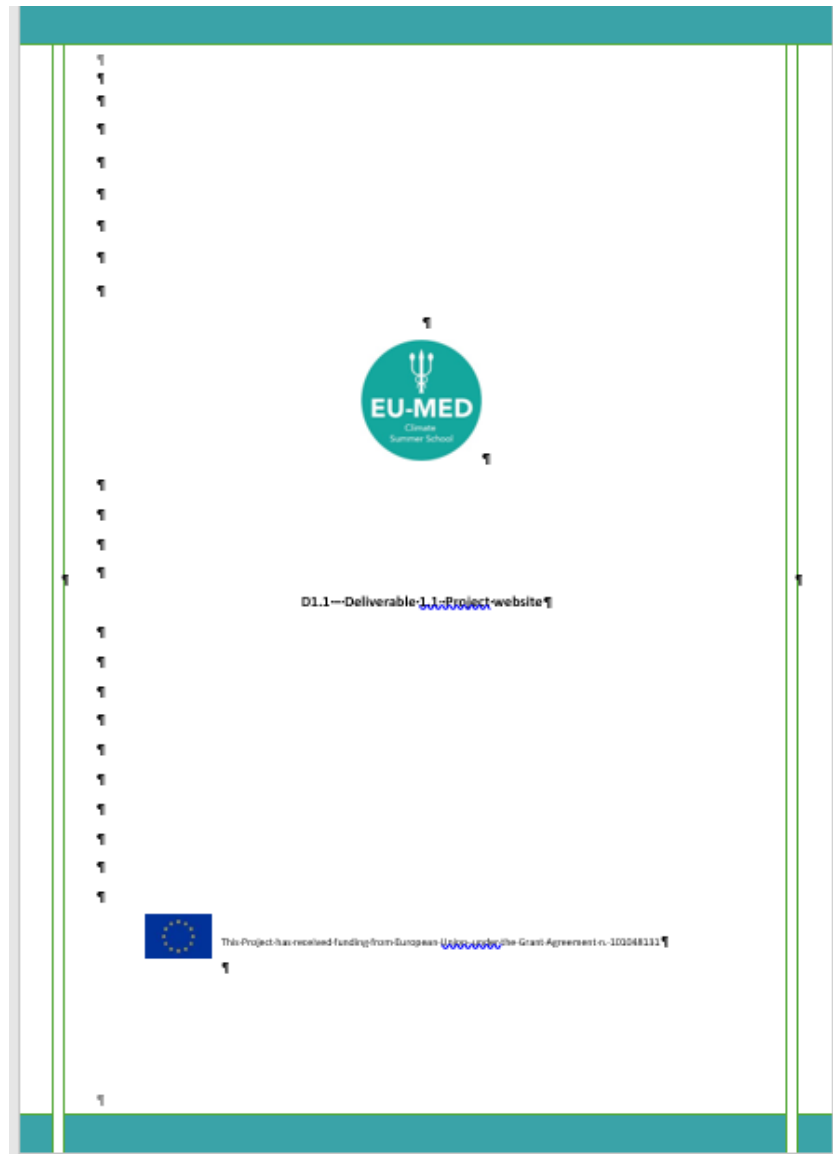 EU-MED
Climate
Summer School
D1.1 – Deliverable 1.1: Project website
This Project has received funding from European Union under the Grant Agreement n. 101048131